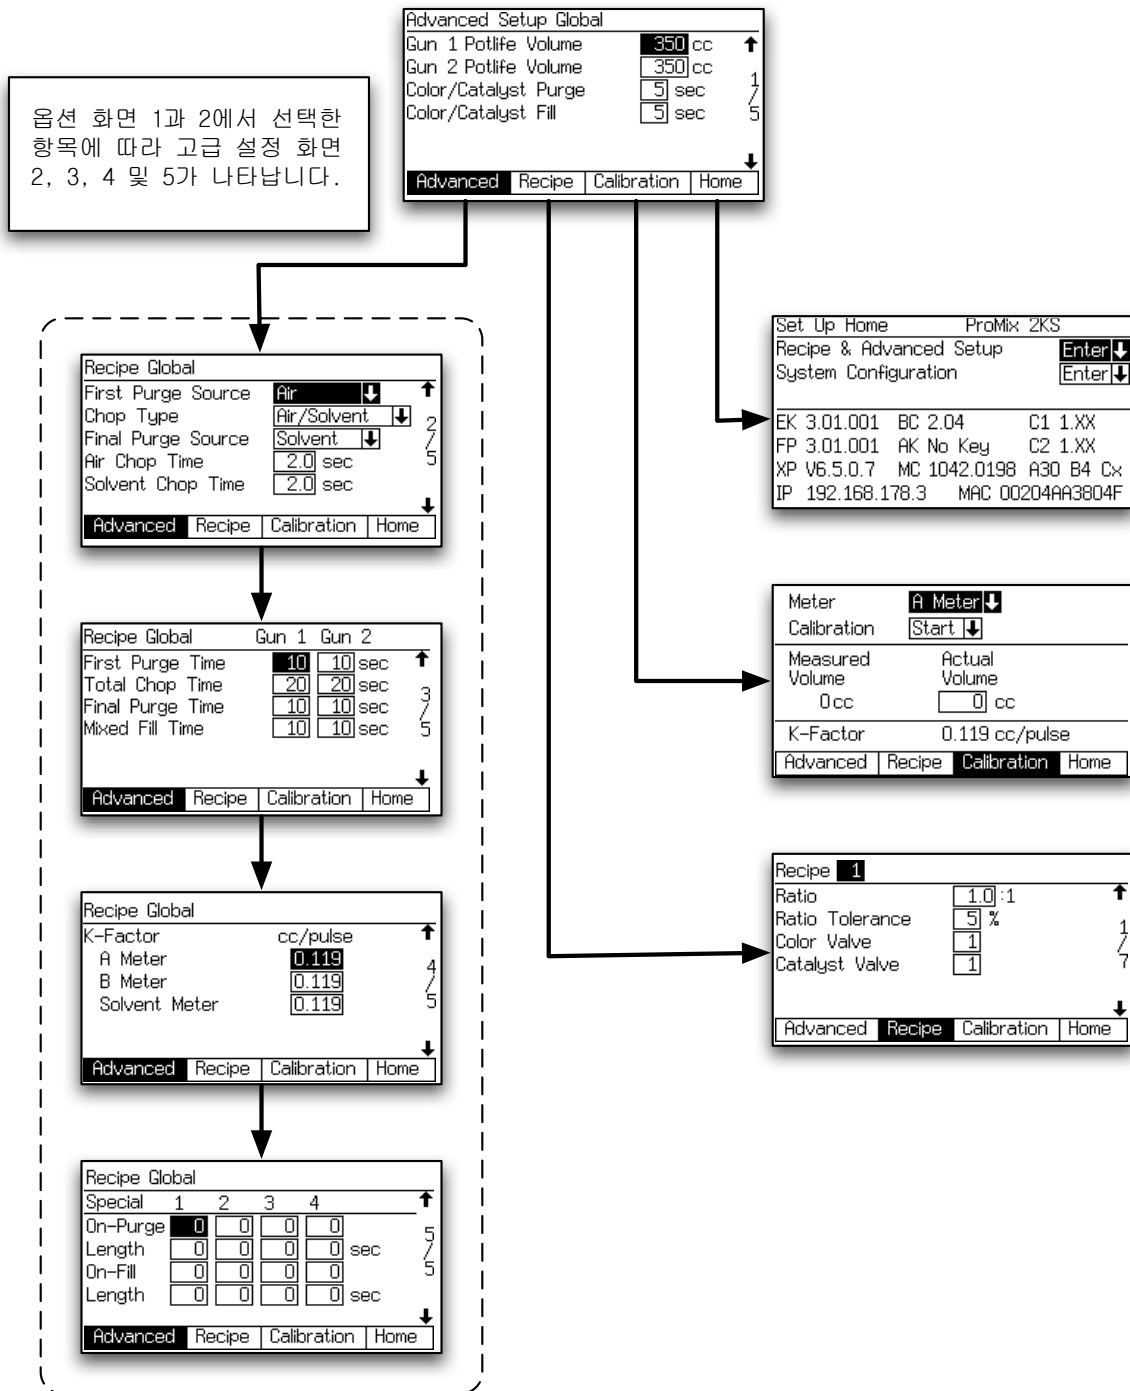 Advanced Setup Global
Gun 1 Potlife Volume 350 cc
Gun 2 Potlife Volume 350 cc
Color/Catalyst Purge 5 sec
Color/Catalyst Fill 5 sec
1/5
Advanced Recipe Calibration Home
옵션 화면 1과 2에서 선택한
항목에 따라 고급 설정 화면
2, 3, 4 및 5가 나타납니다.
Recipe Global
First Purge Source Air
Chop Type Air/Solvent
Final Purge Source Solvent
Air Chop Time 2.0 sec
Solvent Chop Time 2.0 sec
2/5
Advanced Recipe Calibration Home
Recipe Global Gun 1 Gun 2
First Purge Time 10 10 sec
Total Chop Time 20 20 sec
Final Purge Time 10 10 sec
Mixed Fill Time 10 10 sec
3/5
Advanced Recipe Calibration Home
Recipe Global
K-Factor cc/pulse
A Meter 0.119
B Meter 0.119
Solvent Meter 0.119
4/5
Advanced Recipe Calibration Home
Recipe Global
Special 1 2 3 4
On-Purge 0 0 0 0
Length 0 0 0 0 sec
On-Fill 0 0 0 0
Length 0 0 0 0 sec
5/5
Advanced Recipe Calibration Home
Set Up Home ProMix 2KS
Recipe & Advanced Setup Enter
System Configuration Enter
EK 3.01.001 BC 2.04 C1 1.XX
FP 3.01.001 AK No Key C2 1.XX
XP V6.5.0.7 MC 1042.0198 A30 B4 Cx
IP 192.168.178.3 MAC 00204AA3804F
Meter A Meter
Calibration Start
Measured Actual
Volume Volume
0 cc 0 cc
K-Factor 0.119 cc/pulse
Advanced Recipe Calibration Home
Recipe 1
Ratio 1.0 :1
Ratio Tolerance 5 %
Color Valve 1
Catalyst Valve 1
1/7
Advanced Recipe Calibration Home